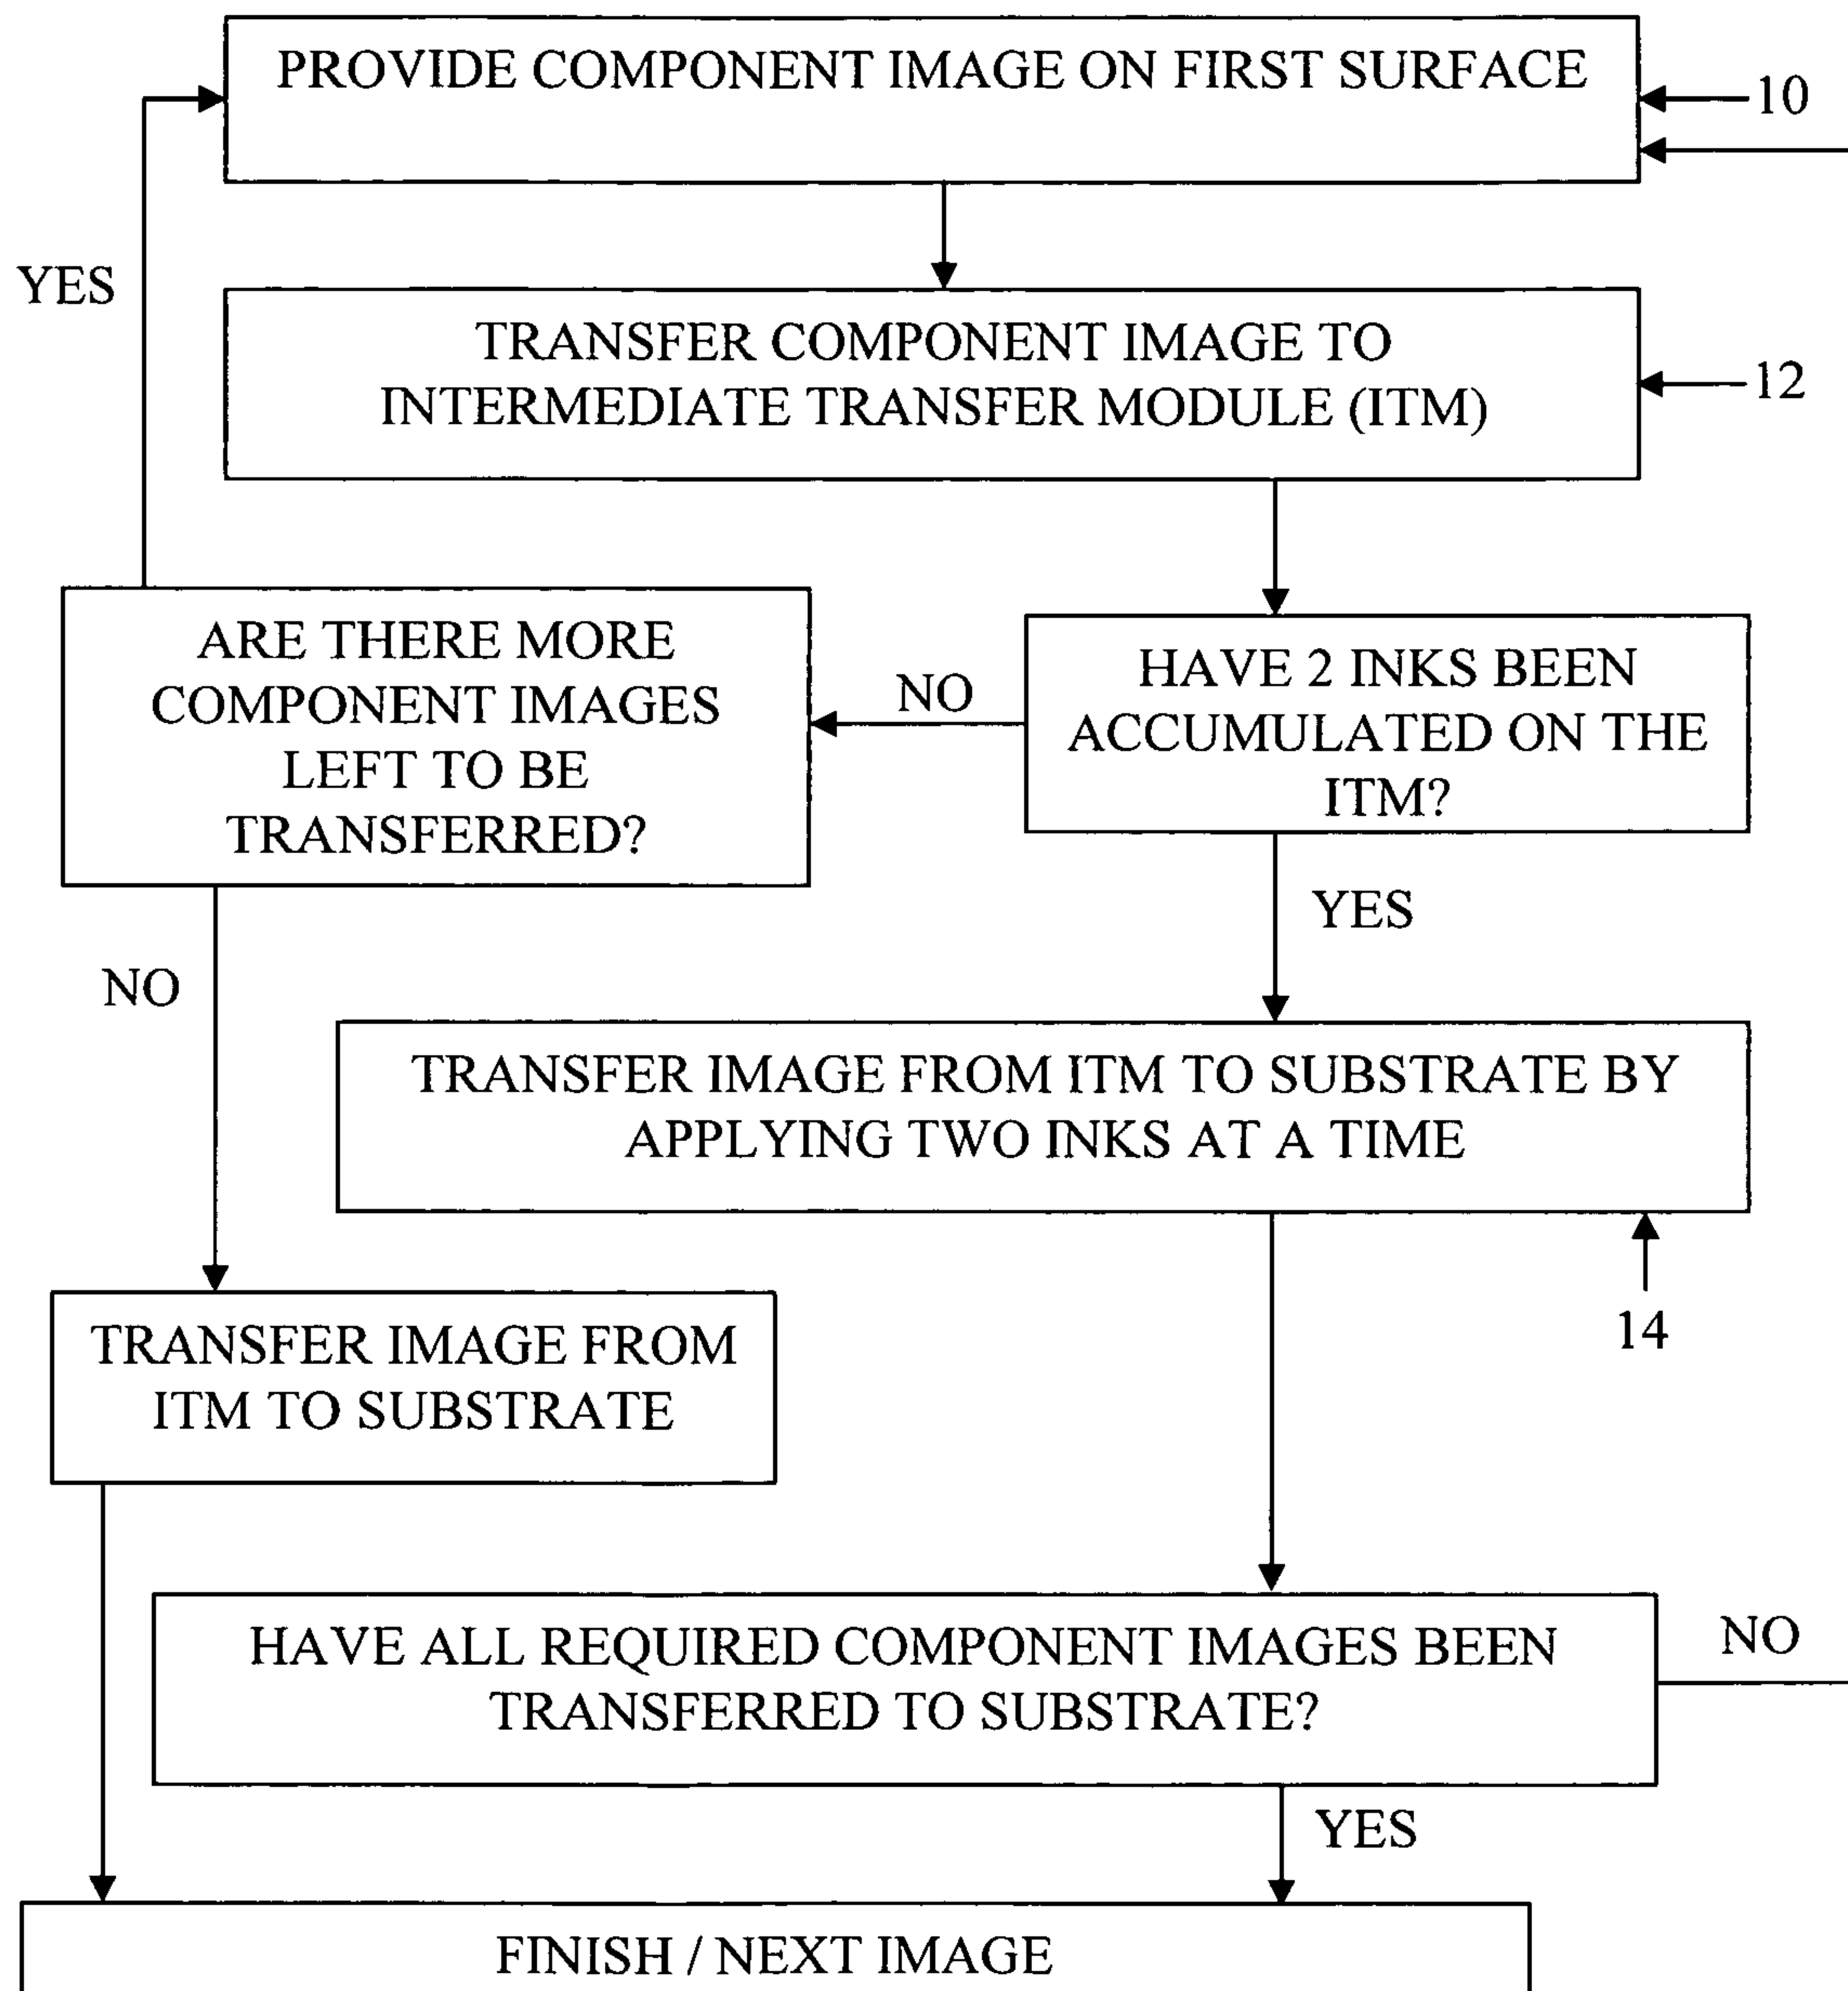 PROVIDE COMPONENT IMAGE ON FIRST SURFACE
10
YES
TRANSFER COMPONENT IMAGE TO
INTERMEDIATE TRANSFER MODULE (ITM)
12
ARE THERE MORE
COMPONENT IMAGES
LEFT TO BE
TRANSFERRED?
NO
HAVE 2 INKS BEEN
ACCUMULATED ON THE
ITM?
YES
NO
TRANSFER IMAGE FROM ITM TO SUBSTRATE BY
APPLYING TWO INKS AT A TIME
14
TRANSFER IMAGE FROM
ITM TO SUBSTRATE
HAVE ALL REQUIRED COMPONENT IMAGES BEEN
TRANSFERRED TO SUBSTRATE?
NO
YES
FINISH / NEXT IMAGE